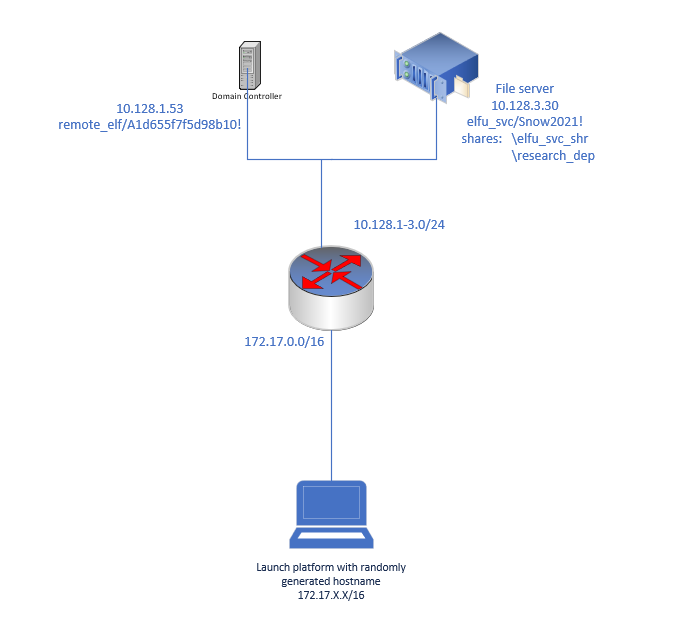 Domain Controller
10.128.1.53
remote_elf/A1d655f7f5d98b10!
File server
10.128.3.30
elfu_svc/Snow2021!
shares: \elfu_svc_shr
\research_dep
10.128.1-3.0/24
172.17.0.0/16
Launch platform with randomly
generated hostname
172.17.X.X/16